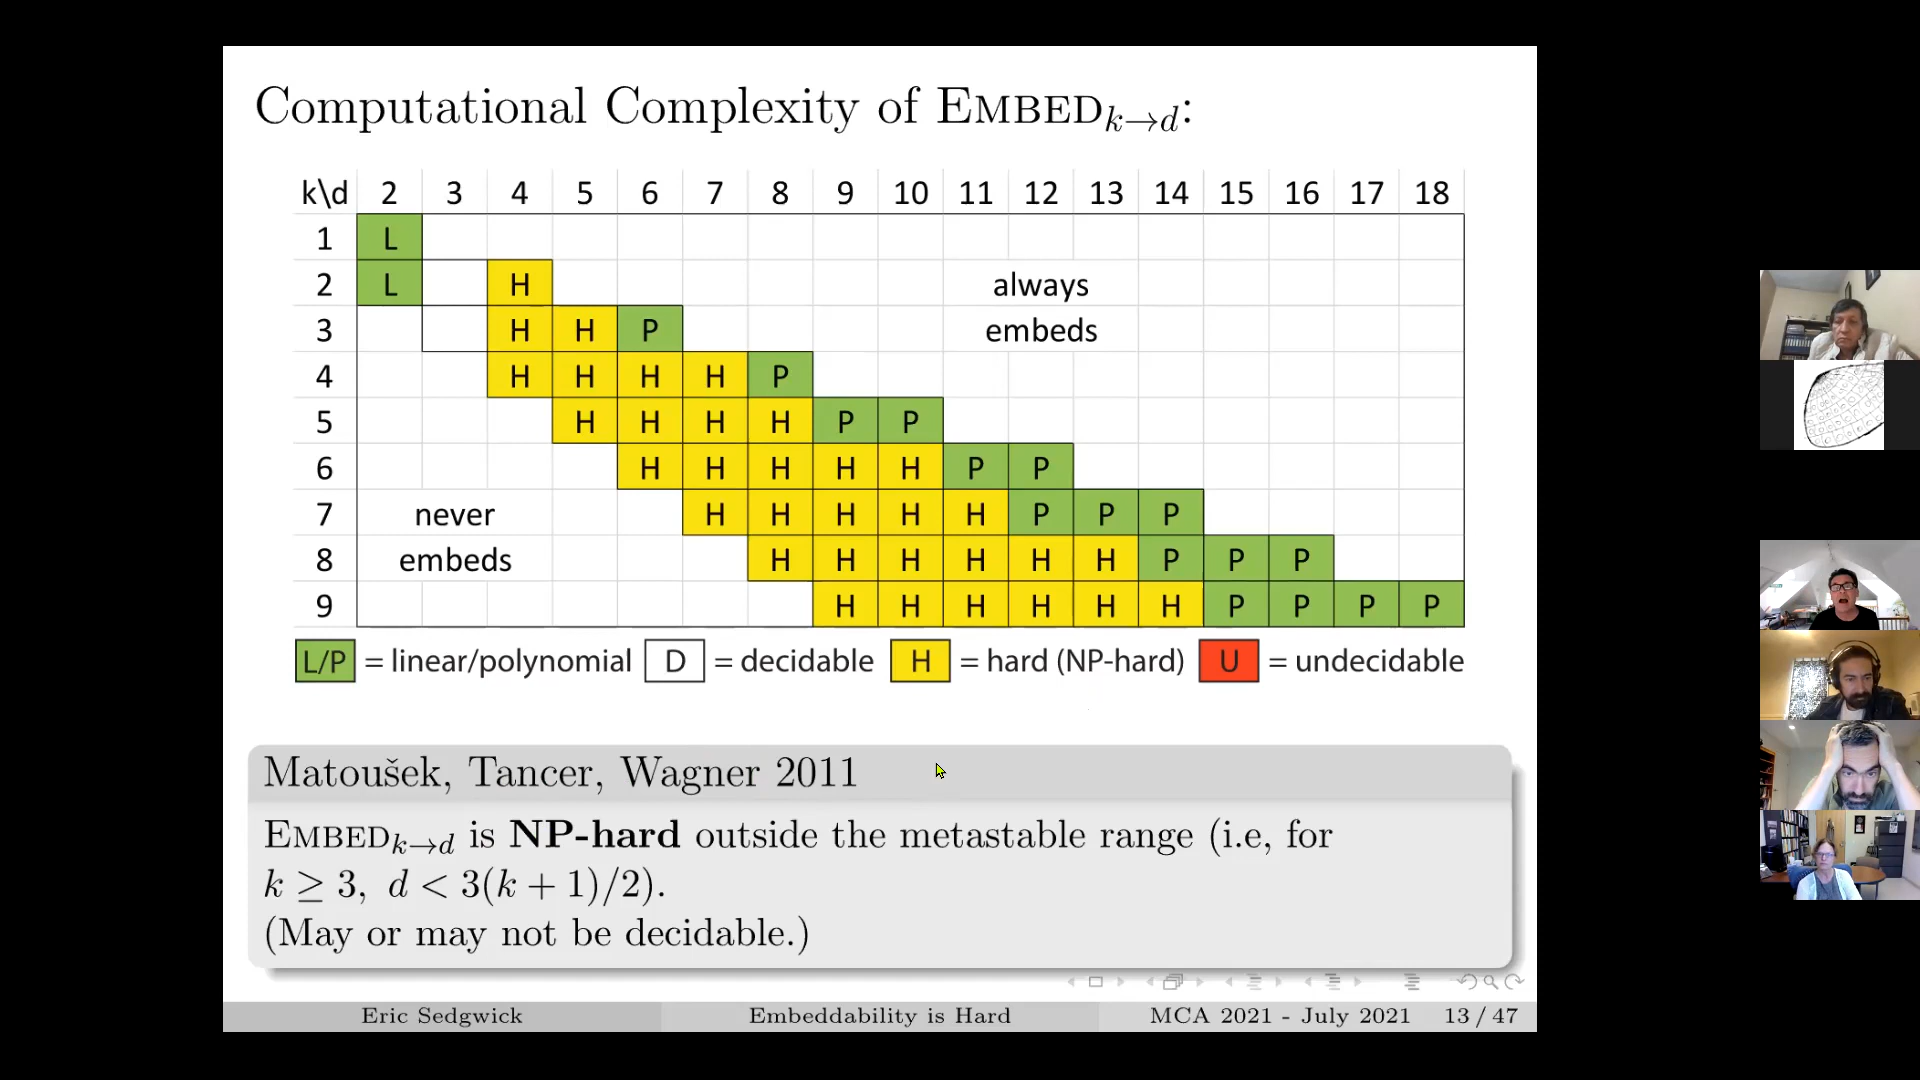 Computational Complexity of EMBEDk→d:
k\d 2 3 4 5 6 7 8 9 10 11 12 13 14 15 16 17 18
1 L
2 L H always
3 H H P embeds
4 H H H H P
5 H H H H P P
6 H H H H H P P
7 never H H H H H P P P
8 embeds H H H H H H P P P
9 H H H H H H P P P P
L/P = linear/polynomial D = decidable H = hard (NP-hard) U = undecidable
Matoušek, Tancer, Wagner 2011
EMBEDk→d is NP-hard outside the metastable range (i.e, for
k ≥ 3, d < 3(k + 1)/2).
(May or may not be decidable.)
Eric Sedgwick Embeddability is Hard MCA 2021 - July 2021 13 / 47